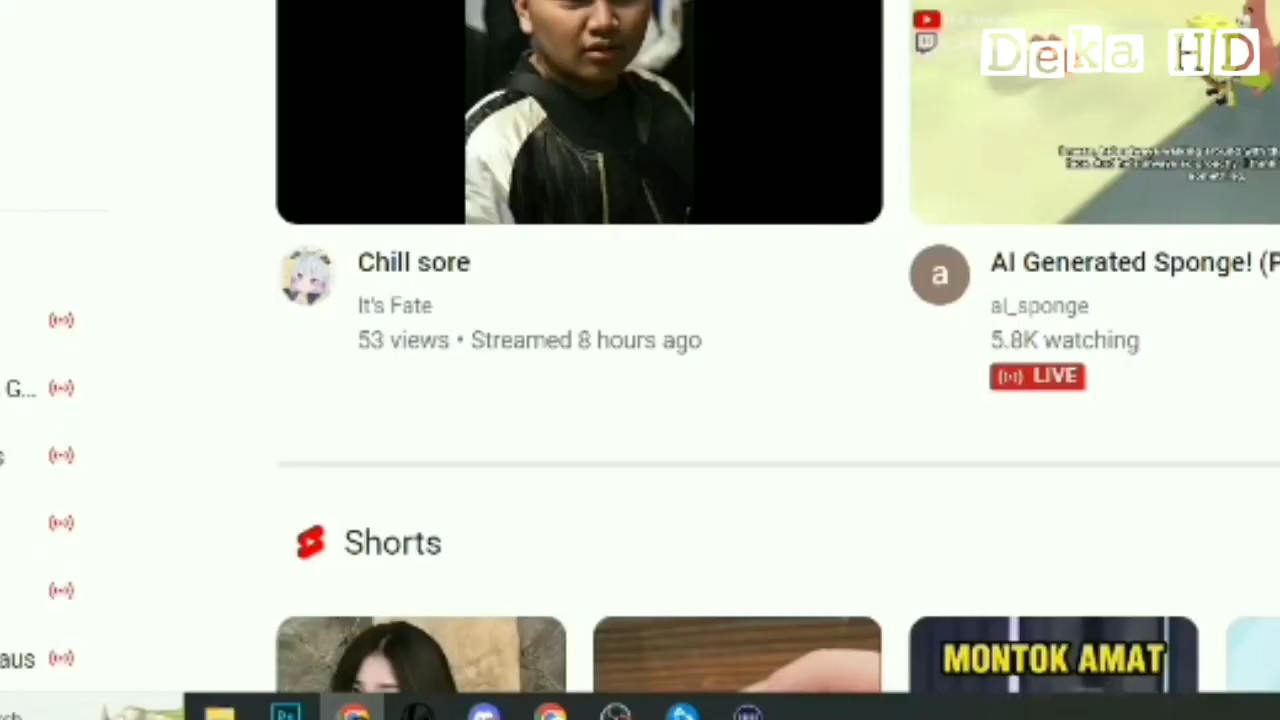 Deka HD
Chill sore
It's Fate
53 views • Streamed 8 hours ago
a
AI Generated Sponge! (
ai_sponge
5.8K watching
LIVE
G...
s
aus
Shorts
MONTOK AMAT
Ps